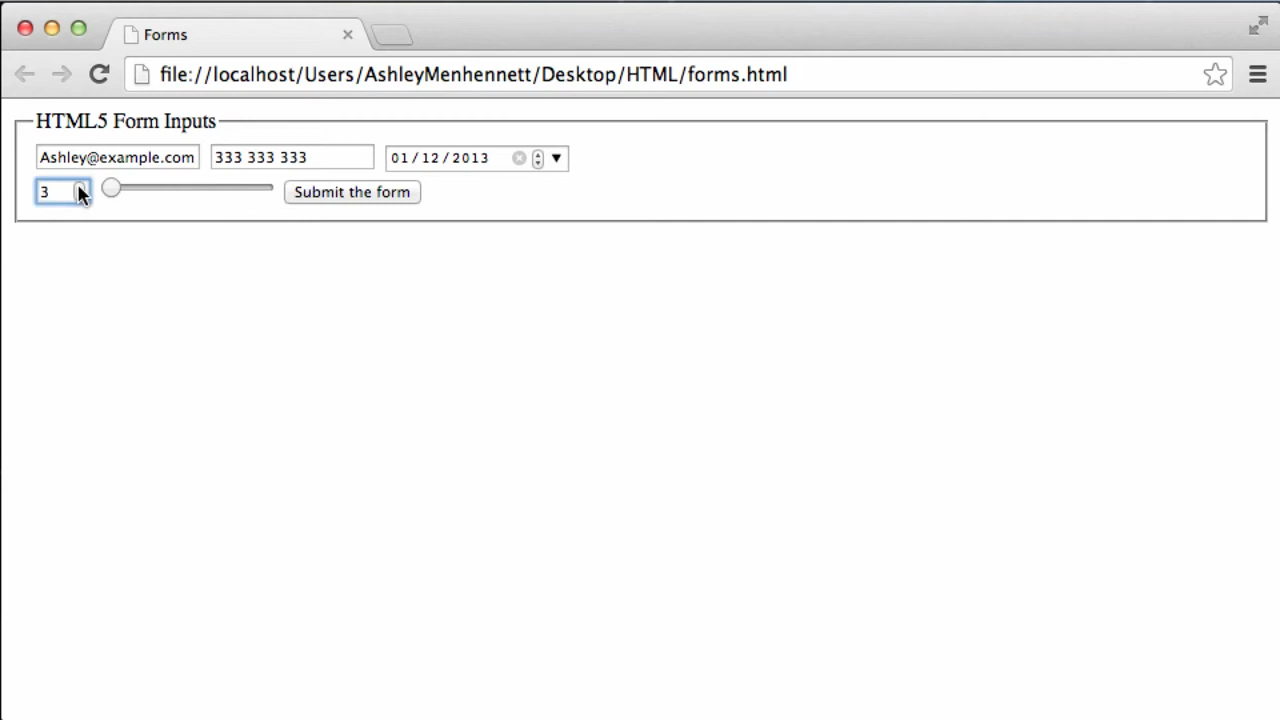 Forms
file://localhost/Users/AshleyMenhennett/Desktop/HTML/forms.html
HTML5 Form Inputs
Ashley@example.com 333 333 333 01/12/2013
3 Submit the form